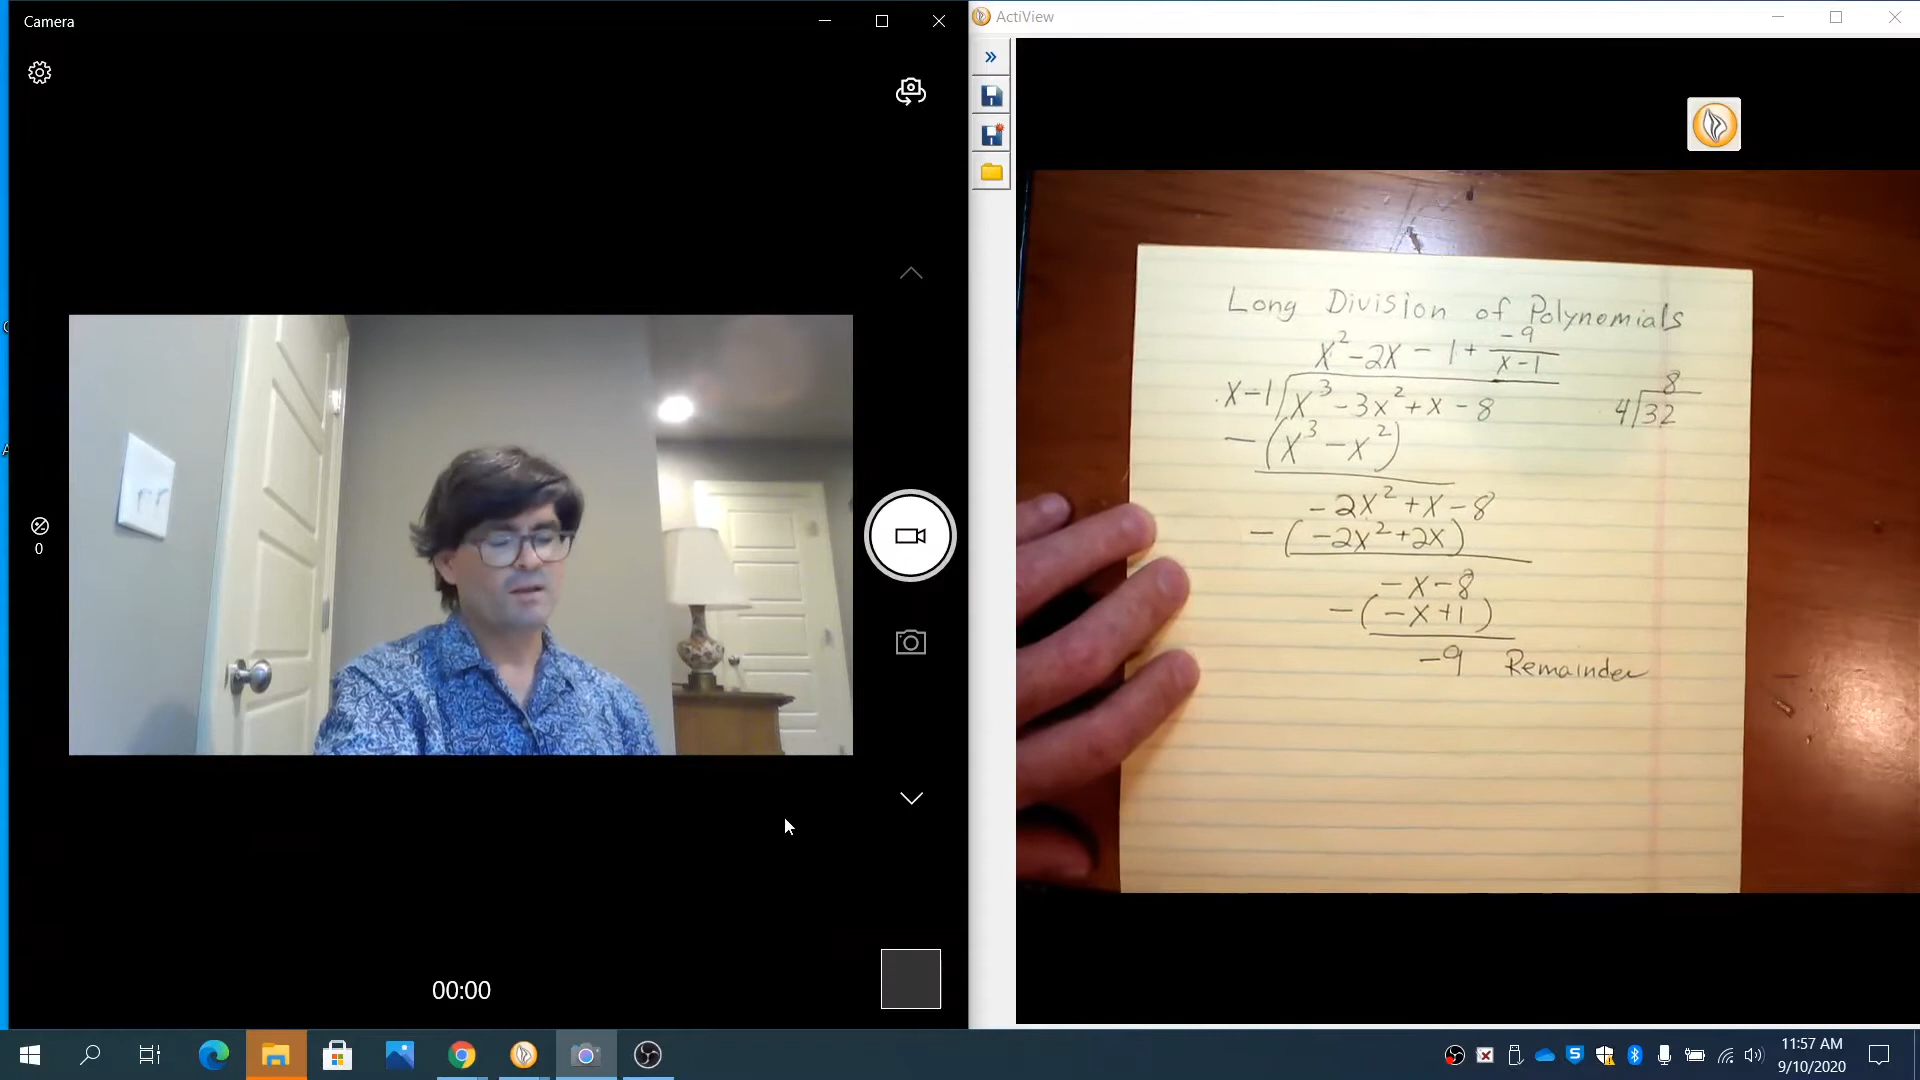 Camera
ActiView
0
00:00
Long Division of Polynomials
-9
x² - 2x - 1 + ___
x - 1
8
x - 1 ) x³ - 3x² + x - 8
4 ) 32
- ( x³ - x² )
- 2x² + x - 8
- ( - 2x² + 2x )
- x - 8
- ( - x + 1 )
- 9 Remainder
11:57 AM
9/10/2020